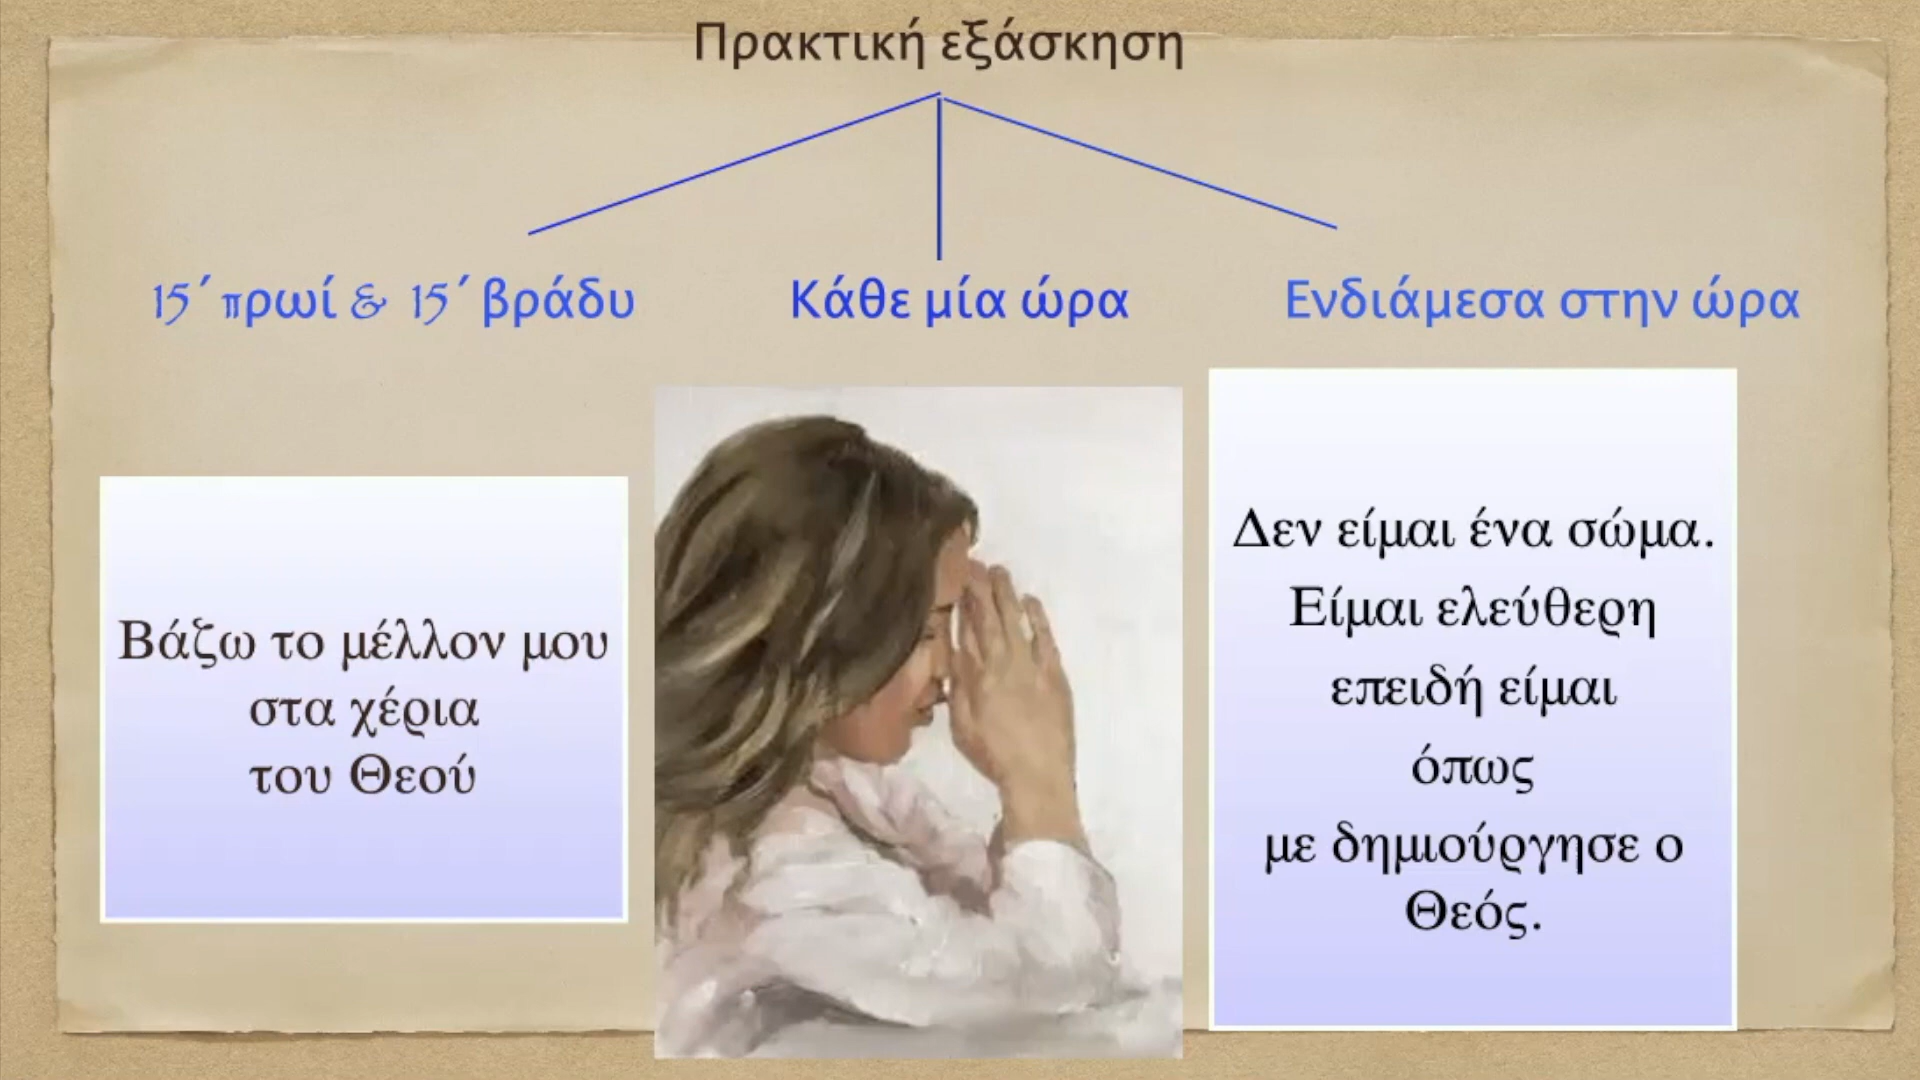 Πρακτική εξάσκηση
15΄ πρωί & 15΄ βράδυ
Κάθε μία ώρα
Ενδιάμεσα στην ώρα
Βάζω το μέλλον μου
στα χέρια
του Θεού
Δεν είμαι ένα σώμα.
Είμαι ελεύθερη
επειδή είμαι
όπως
με δημιούργησε ο
Θεός.